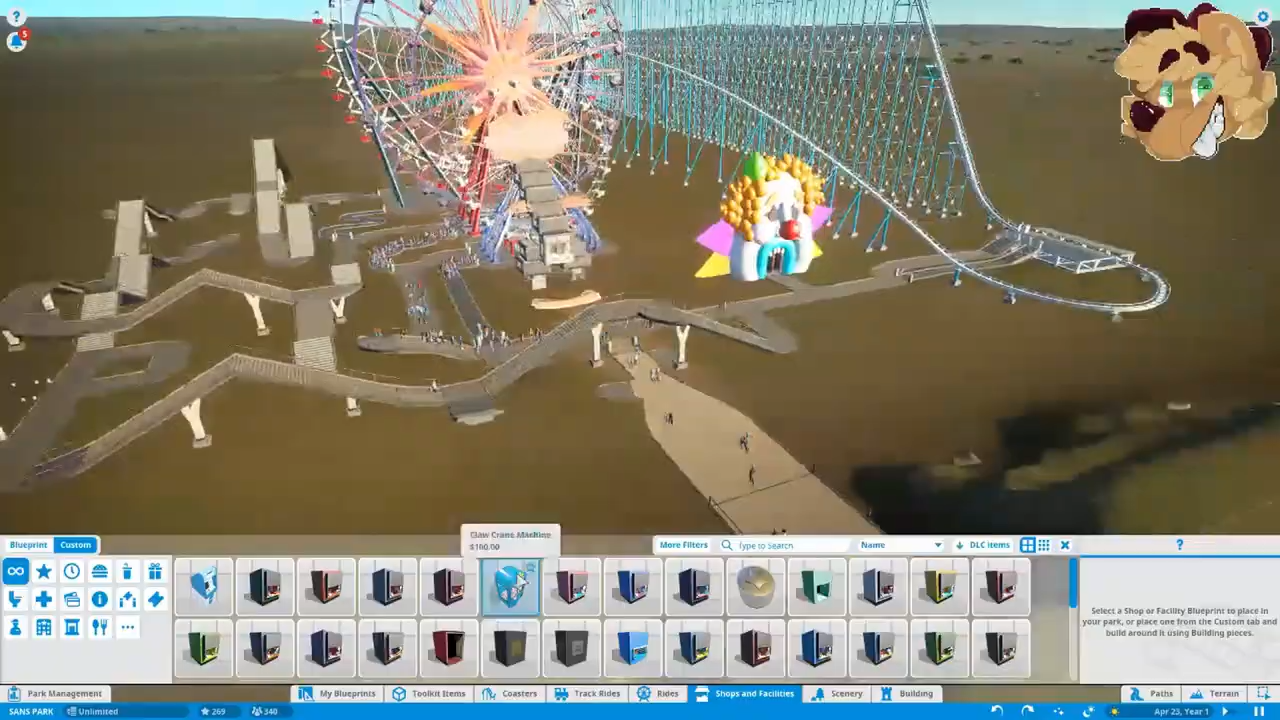 ?
5
Claw Crane Machine
$100.00
Blueprint Custom
More Filters Type to Search Name DLC Items
?
Select a Shop or Facility Blueprint to place in
your park, or place one from the Custom tab and
build around it using Building pieces.
Park Management My Blueprints Toolkit Items Coasters Track Rides Rides Shops and Facilities Scenery Building Paths Terrain
SANS PARK Unlimited 269 340 Apr 23, Year 1